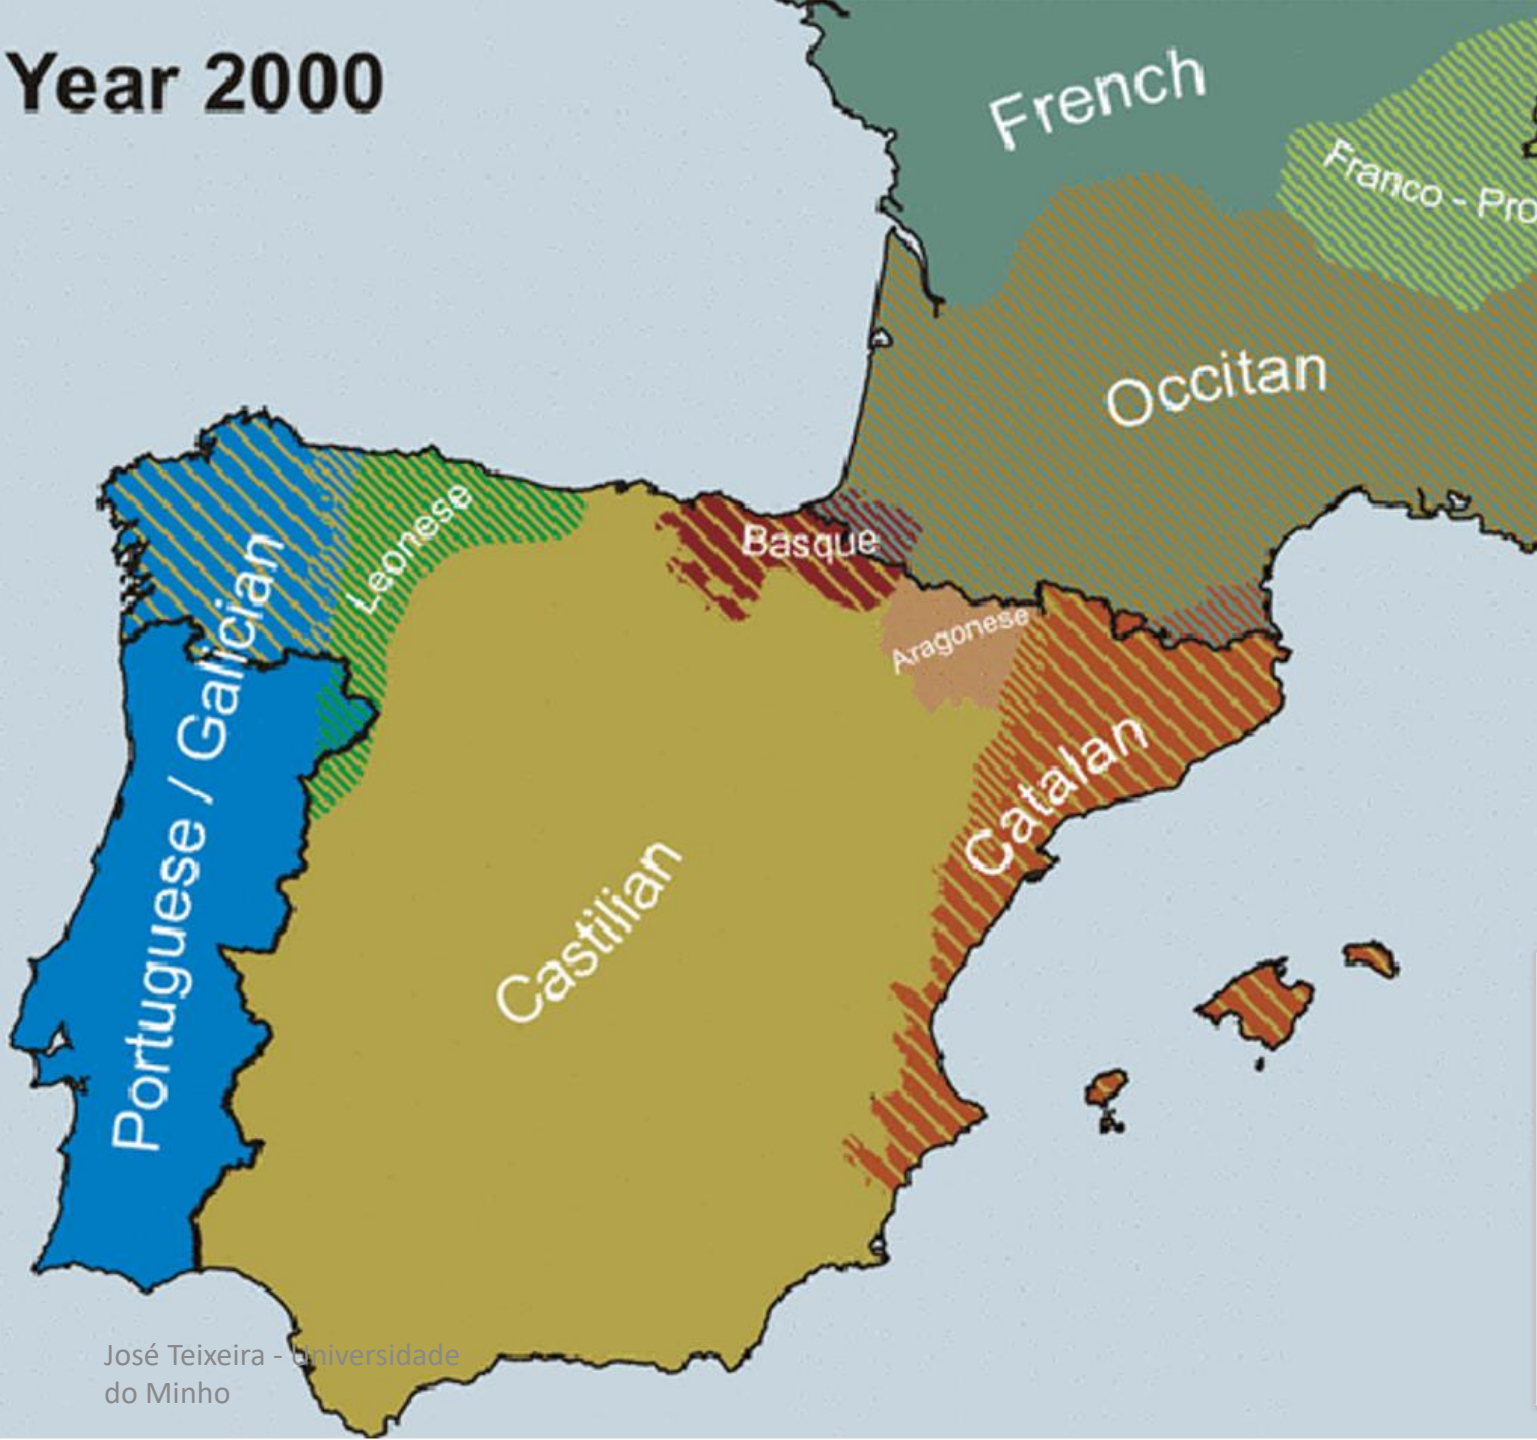 Year 2000
French
Franco - Pro
Occitan
Leonese
Basque
Aragonese
Catalan
Portuguese / Galician
Castilian
José Teixeira - Universidade
do Minho